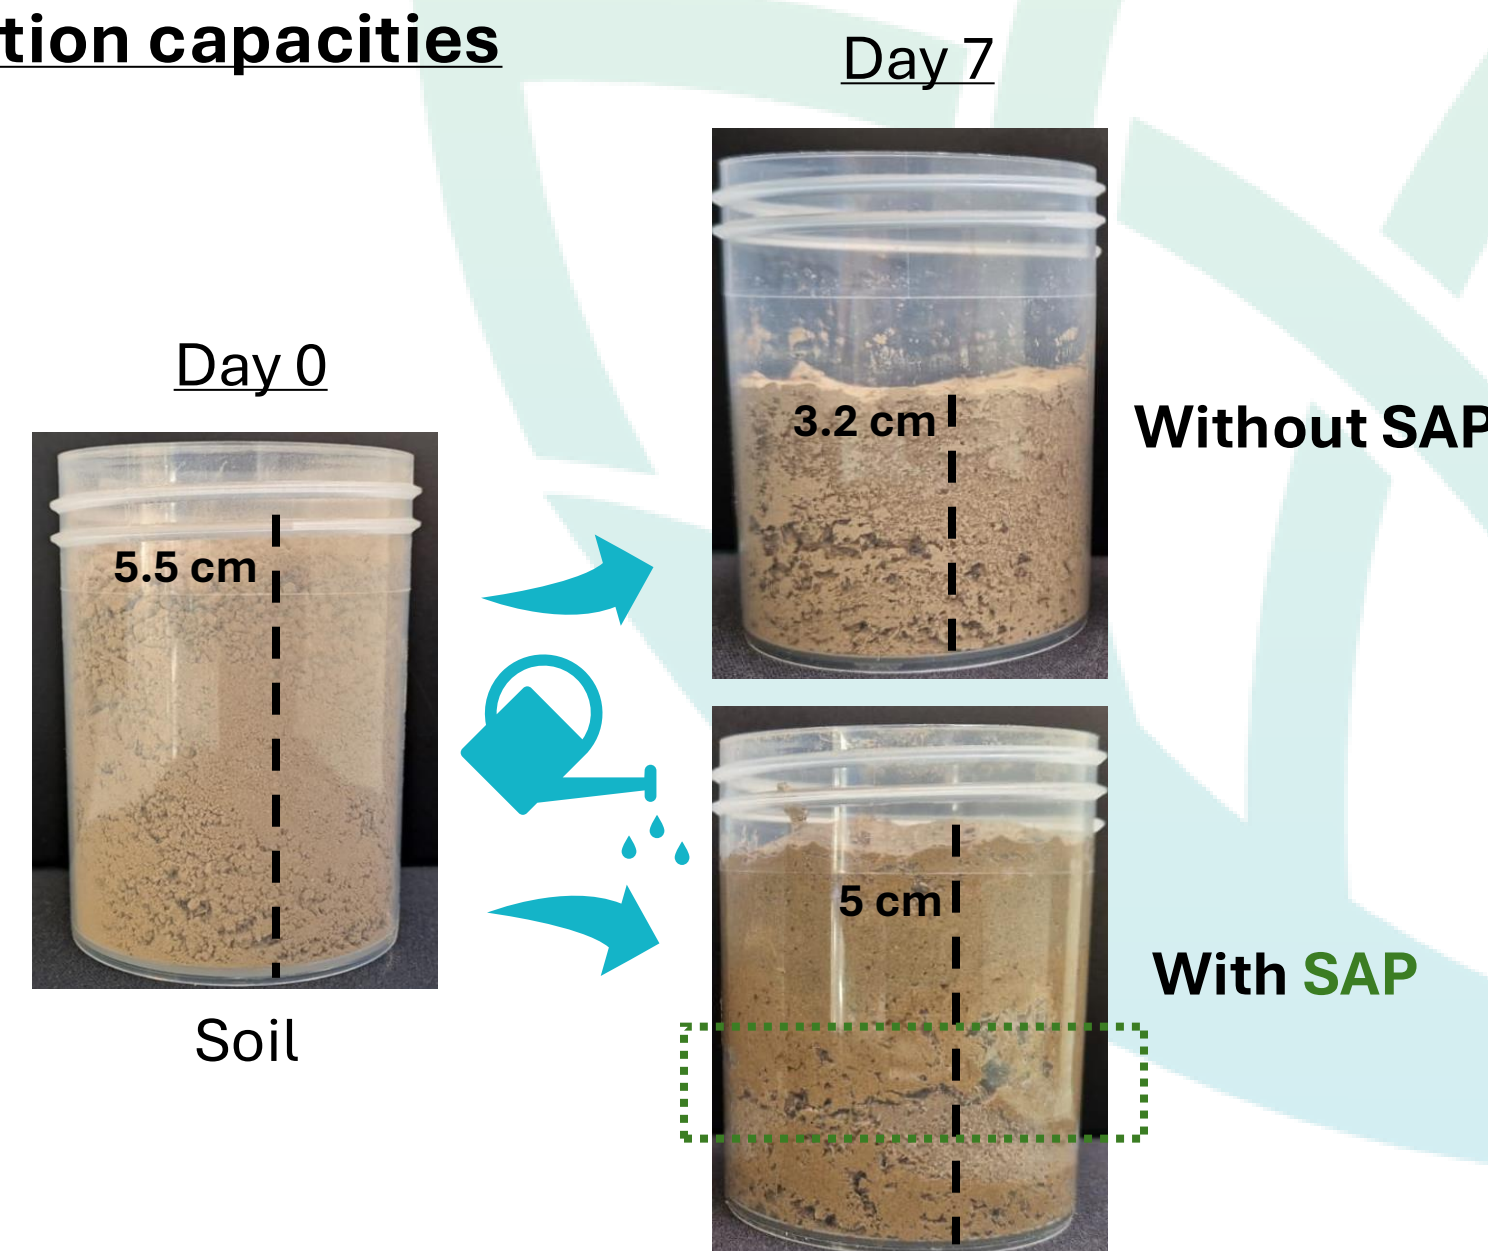 tion capacities
Day 7
Day 0
3.2 cm
Without SAP
5.5 cm
5 cm
With SAP
Soil